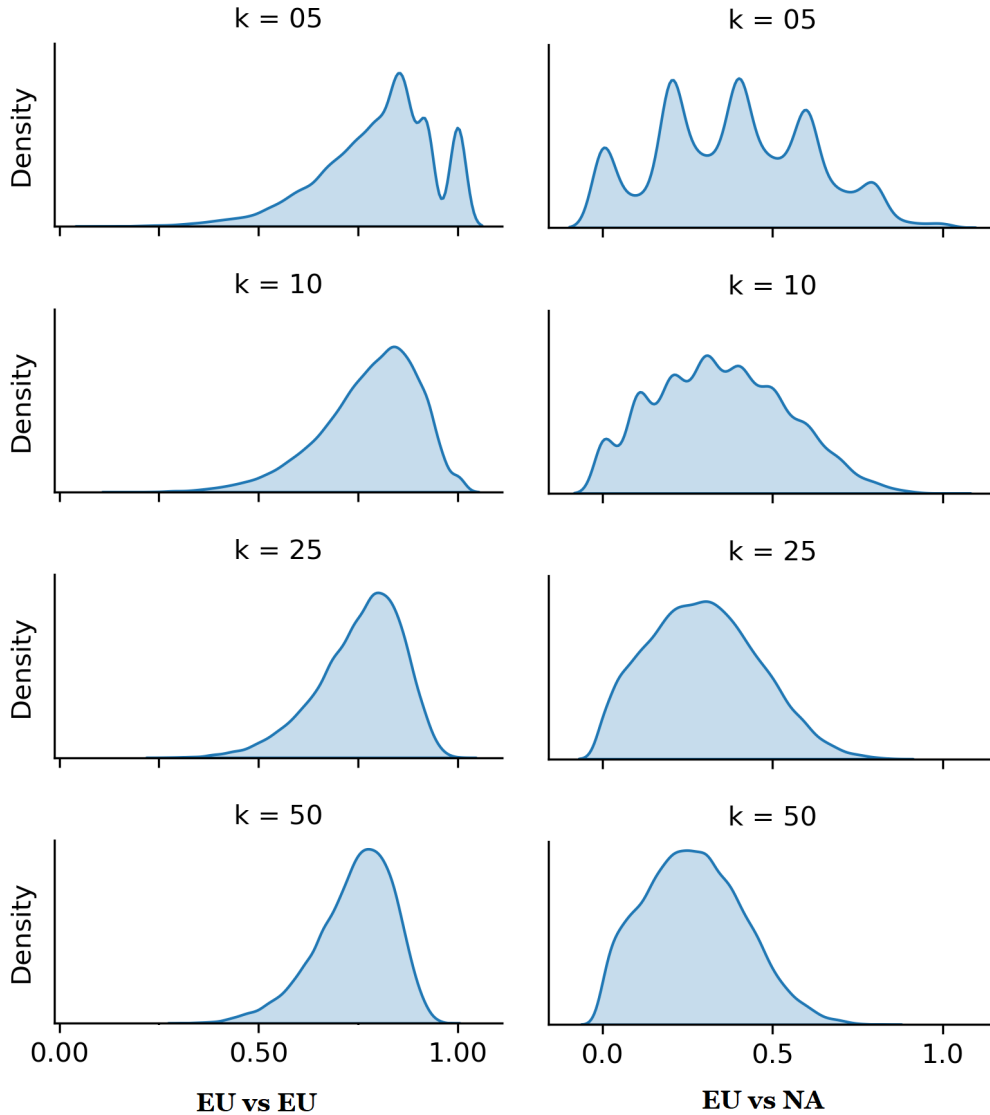 k = 05
k = 05
Density
k = 10
k = 10
Density
k = 25
k = 25
Density
k = 50
k = 50
Density
0.00 0.50 1.00
0.0 0.5 1.0
EU vs EU
EU vs NA